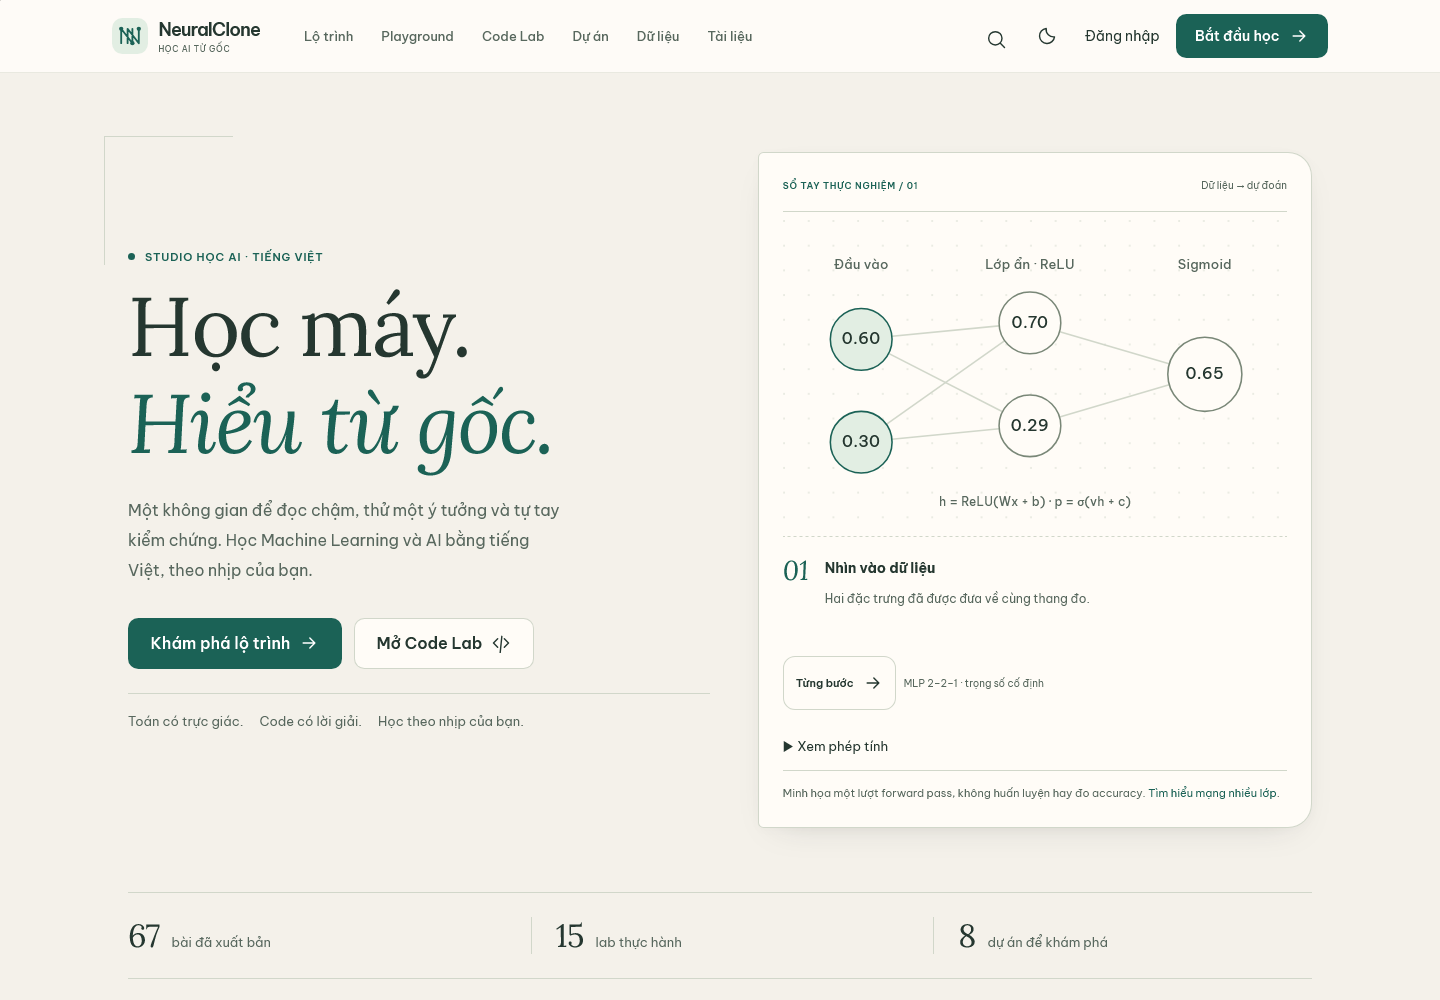 NeuralClone
HỌC AI TỪ GỐC
Lộ trình
Playground
Code Lab
Dự án
Dữ liệu
Tài liệu
Đăng nhập
Bắt đầu học →
STUDIO HỌC AI · TIẾNG VIỆT
Học máy.
Hiểu từ gốc.
Một không gian để đọc chậm, thử một ý tưởng và tự tay
kiểm chứng. Học Machine Learning và AI bằng tiếng
Việt, theo nhịp của bạn.
Khám phá lộ trình →
Mở Code Lab </>
Toán có trực giác. Code có lời giải. Học theo nhịp của bạn.
SỔ TAY THỰC NGHIỆM / 01
Dữ liệu → dự đoán
Đầu vào
Lớp ẩn · ReLU
Sigmoid
0.60
0.70
0.65
0.30
0.29
h = ReLU(Wx + b) · p = σ(vh + c)
01 Nhìn vào dữ liệu
Hai đặc trưng đã được đưa về cùng thang đo.
Từng bước →
MLP 2–2–1 · trọng số cố định
▶ Xem phép tính
Minh họa một lượt forward pass, không huấn luyện hay đo accuracy. Tìm hiểu mạng nhiều lớp.
67 bài đã xuất bản
15 lab thực hành
8 dự án để khám phá